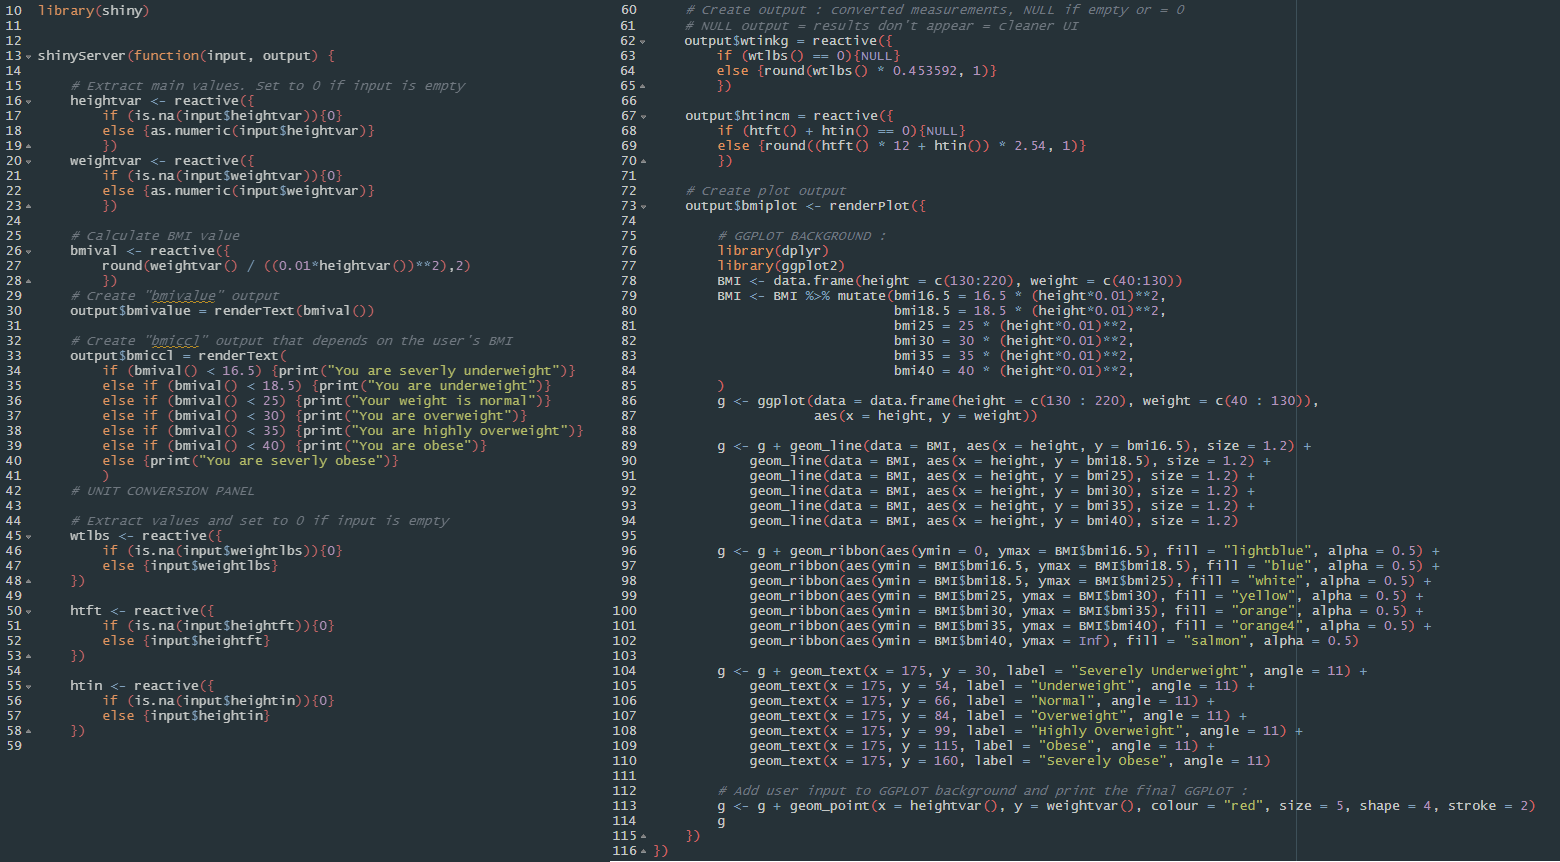 10 library(shiny)
11
12
13 shinyServer(function(input, output) {
14
15     # Extract main values. Set to 0 if input is empty
16     heightvar <- reactive({
17         if (is.na(input$heightvar)){0}
18         else {as.numeric(input$heightvar)}
19         })
20     weightvar <- reactive({
21         if (is.na(input$weightvar)){0}
22         else {as.numeric(input$weightvar)}
23         })
24
25     # Calculate BMI value
26     bmival <- reactive({
27         round(weightvar() / ((0.01*heightvar())**2),2)
28         })
29     # Create "bmivalue" output
30     output$bmivalue = renderText(bmival())
31
32     # Create "bmiccl" output that depends on the user's BMI
33     output$bmiccl = renderText(
34         if (bmival() < 16.5) {print("You are severly underweight")}
35         else if (bmival() < 18.5) {print("You are underweight")}
36         else if (bmival() < 25) {print("Your weight is normal")}
37         else if (bmival() < 30) {print("You are overweight")}
38         else if (bmival() < 35) {print("You are highly overweight")}
39         else if (bmival() < 40) {print("You are obese")}
40         else {print("You are severly obese")}
41         )
42     # UNIT CONVERSION PANEL
43
44     # Extract values and set to 0 if input is empty
45     wtlbs <- reactive({
46         if (is.na(input$weightlbs)){0}
47         else {input$weightlbs}
48     })
49
50     htft <- reactive({
51         if (is.na(input$heightft)){0}
52         else {input$heightft}
53     })
54
55     htin <- reactive({
56         if (is.na(input$heightin)){0}
57         else {input$heightin}
58     })
59
60     # Create output : converted measurements, NULL if empty or = 0
61     # NULL output = results don't appear = cleaner UI
62     output$wtinkg = reactive({
63         if (wtlbs() == 0){NULL}
64         else {round(wtlbs() * 0.453592, 1)}
65         })
66
67     output$htincm = reactive({
68         if (htft() + htin() == 0){NULL}
69         else {round((htft() * 12 + htin()) * 2.54, 1)}
70         })
71
72     # Create plot output
73     output$bmiplot <- renderPlot({
74
75         # GGPLOT BACKGROUND :
76         library(dplyr)
77         library(ggplot2)
78         BMI <- data.frame(height = c(130:220), weight = c(40:130))
79         BMI <- BMI %>% mutate(bmi16.5 = 16.5 * (height*0.01)**2,
80                               bmi18.5 = 18.5 * (height*0.01)**2,
81                               bmi25 = 25 * (height*0.01)**2,
82                               bmi30 = 30 * (height*0.01)**2,
83                               bmi35 = 35 * (height*0.01)**2,
84                               bmi40 = 40 * (height*0.01)**2,
85         )
86         g <- ggplot(data = data.frame(height = c(130 : 220), weight = c(40 : 130)),
87                     aes(x = height, y = weight))
88
89         g <- g + geom_line(data = BMI, aes(x = height, y = bmi16.5), size = 1.2) +
90             geom_line(data = BMI, aes(x = height, y = bmi18.5), size = 1.2) +
91             geom_line(data = BMI, aes(x = height, y = bmi25), size = 1.2) +
92             geom_line(data = BMI, aes(x = height, y = bmi30), size = 1.2) +
93             geom_line(data = BMI, aes(x = height, y = bmi35), size = 1.2) +
94             geom_line(data = BMI, aes(x = height, y = bmi40), size = 1.2)
95
96         g <- g + geom_ribbon(aes(ymin = 0, ymax = BMI$bmi16.5), fill = "lightblue", alpha = 0.5) +
97             geom_ribbon(aes(ymin = BMI$bmi16.5, ymax = BMI$bmi18.5), fill = "blue", alpha = 0.5) +
98             geom_ribbon(aes(ymin = BMI$bmi18.5, ymax = BMI$bmi25), fill = "white", alpha = 0.5) +
99             geom_ribbon(aes(ymin = BMI$bmi25, ymax = BMI$bmi30), fill = "yellow", alpha = 0.5) +
100             geom_ribbon(aes(ymin = BMI$bmi30, ymax = BMI$bmi35), fill = "orange", alpha = 0.5) +
101             geom_ribbon(aes(ymin = BMI$bmi35, ymax = BMI$bmi40), fill = "orange4", alpha = 0.5) +
102             geom_ribbon(aes(ymin = BMI$bmi40, ymax = Inf), fill = "salmon", alpha = 0.5)
103
104         g <- g + geom_text(x = 175, y = 30, label = "Severely Underweight", angle = 11) +
105             geom_text(x = 175, y = 54, label = "Underweight", angle = 11) +
106             geom_text(x = 175, y = 66, label = "Normal", angle = 11) +
107             geom_text(x = 175, y = 84, label = "Overweight", angle = 11) +
108             geom_text(x = 175, y = 99, label = "Highly Overweight", angle = 11) +
109             geom_text(x = 175, y = 115, label = "Obese", angle = 11) +
110             geom_text(x = 175, y = 160, label = "Severely Obese", angle = 11)
111
112         # Add user input to GGPLOT background and print the final GGPLOT :
113         g <- g + geom_point(x = heightvar(), y = weightvar(), colour = "red", size = 5, shape = 4, stroke = 2)
114         g
115     })
116 })